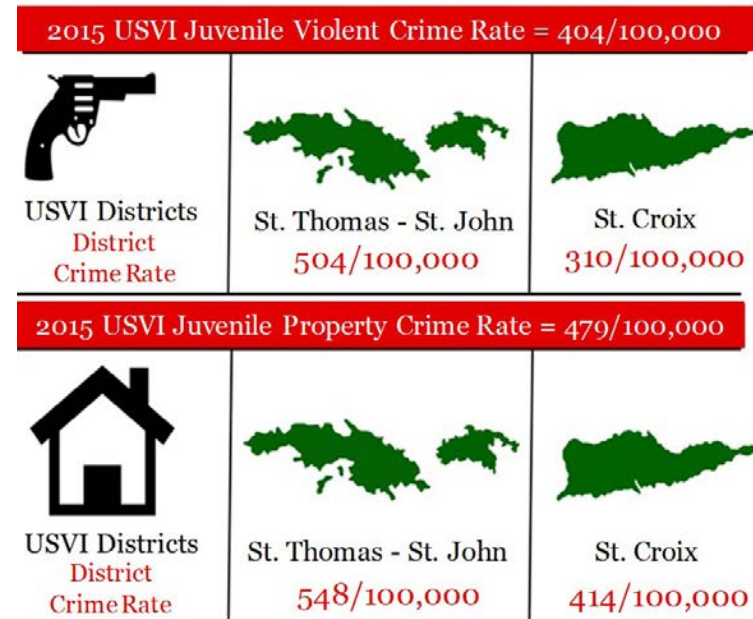 2015 USVI Juvenile Violent Crime Rate = 404/100,000
USVI Districts
District
Crime Rate
St. Thomas - St. John
504/100,000
St. Croix
310/100,000
2015 USVI Juvenile Property Crime Rate = 479/100,000
USVI Districts
District
Crime Rate
St. Thomas - St. John
548/100,000
St. Croix
414/100,000